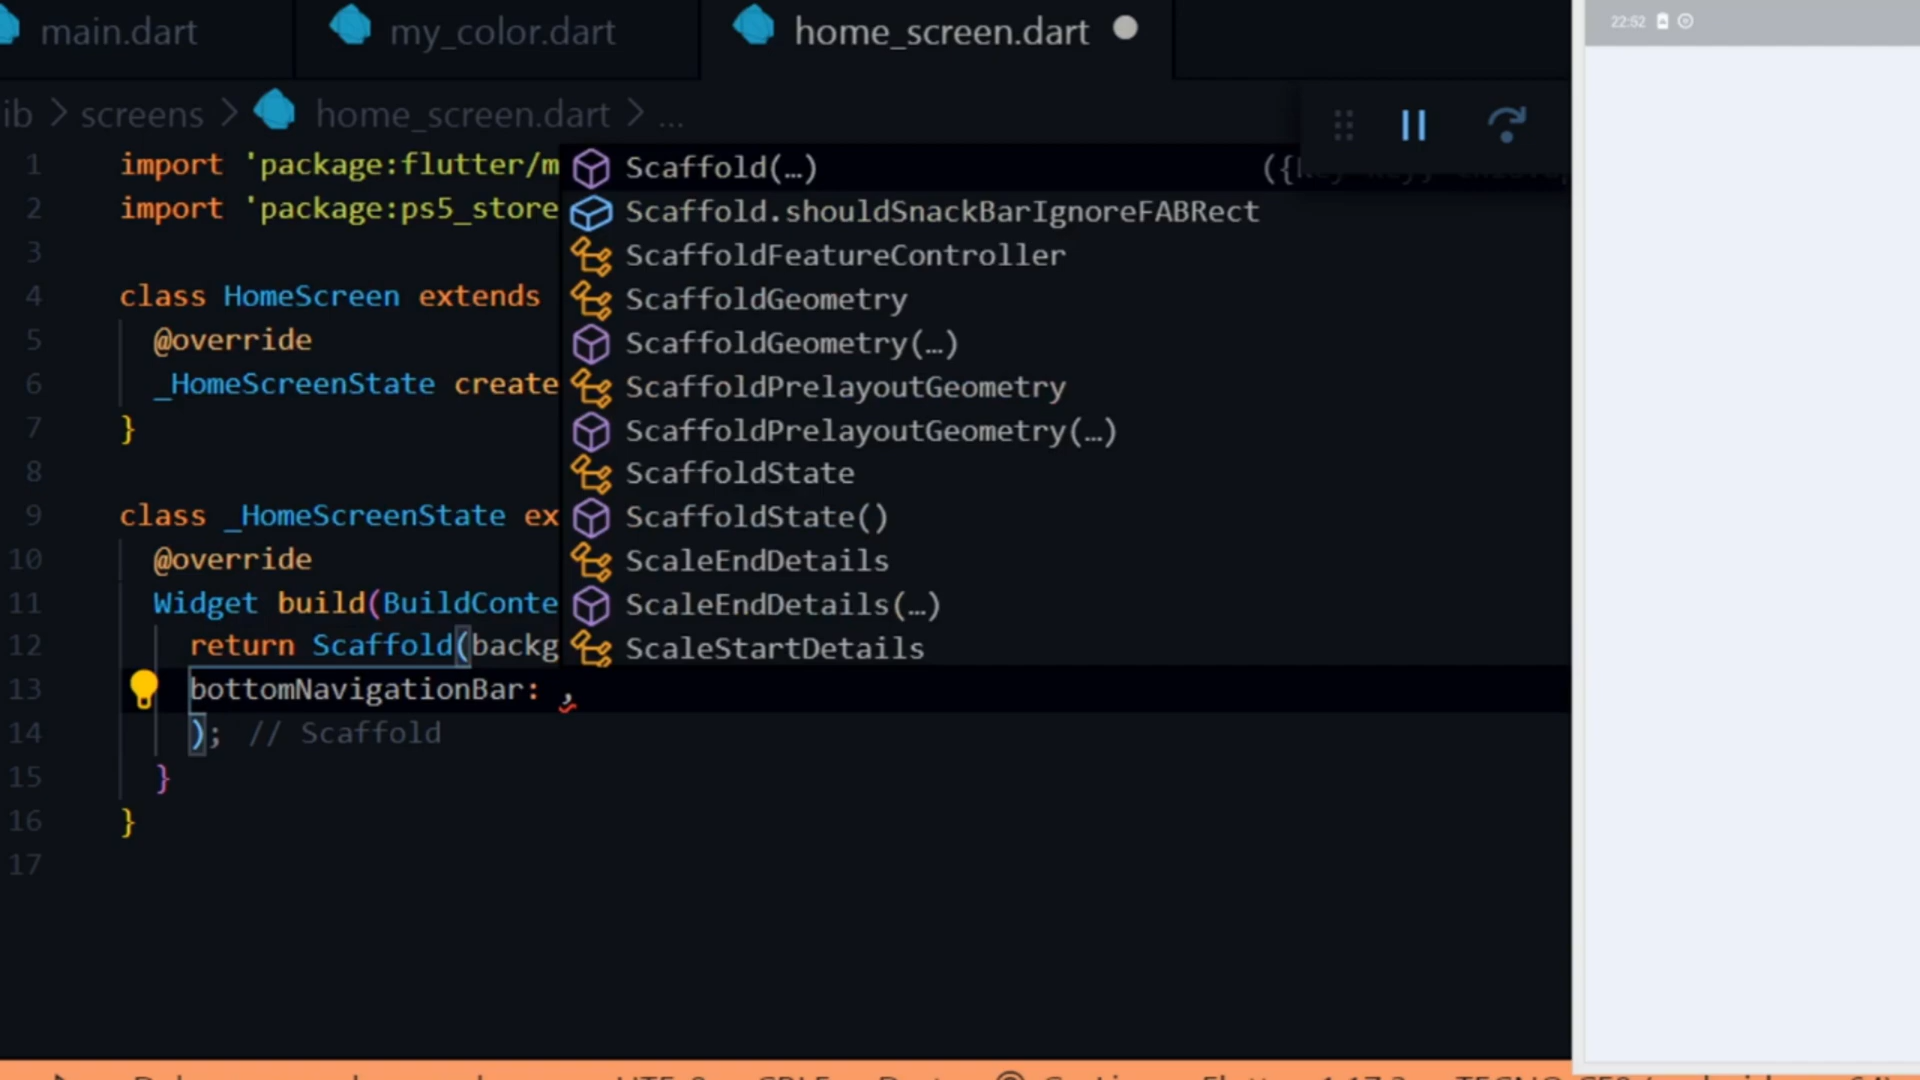 main.dart my_color.dart home_screen.dart
ib > screens > home_screen.dart > ...
1 import 'package:flutter/m
2 import 'package:ps5_store
3
4 class HomeScreen extends
5 @override
6 _HomeScreenState create
7 }
8
9 class _HomeScreenState ex
10 @override
11 Widget build(BuildConte
12 return Scaffold(backg
13 bottomNavigationBar: ,
14 ); // Scaffold
15 }
16 }
17
Scaffold(…) ({
Scaffold.shouldSnackBarIgnoreFABRect
ScaffoldFeatureController
ScaffoldGeometry
ScaffoldGeometry(…)
ScaffoldPrelayoutGeometry
ScaffoldPrelayoutGeometry(…)
ScaffoldState
ScaffoldState()
ScaleEndDetails
ScaleEndDetails(…)
ScaleStartDetails
22:52